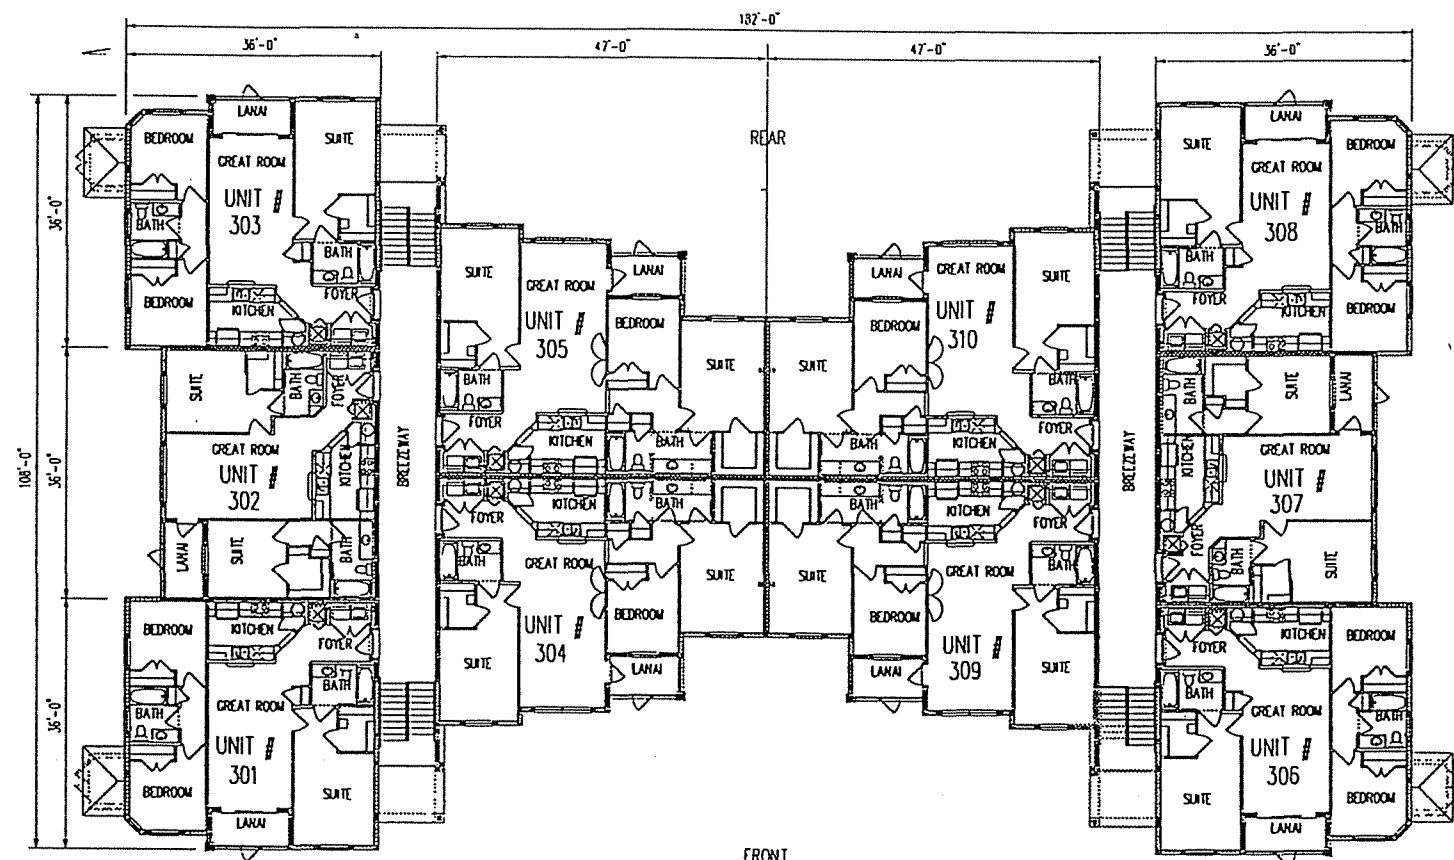 182'-0"
36'-0"
47'-0"
47'-0"
36'-0"
108'-0"
36'-0"
36'-0"
36'-0"
REAR
LANAI
BEDROOM
SUITE
GREAT ROOM
UNIT #
303
BATH
BATH
BEDROOM
FOYER
KITCHEN
LANAI
SUITE
BEDROOM
GREAT ROOM
UNIT #
308
BATH
BATH
FOYER
KITCHEN
BEDROOM
SUITE
GREAT ROOM
LANAI
UNIT #
305
BEDROOM
SUITE
BATH
FOYER
KITCHEN
BATH
LANAI
GREAT ROOM
SUITE
UNIT #
310
BEDROOM
SUITE
BATH
BATH
KITCHEN
FOYER
SUITE
BATH
FOYER
GREAT ROOM
UNIT #
302
KITCHEN
LANAI
SUITE
BATH
BREEZEWAY
BREEZEWAY
BATH
SUITE
LANAI
KITCHEN
GREAT ROOM
UNIT #
307
FOYER
BATH
SUITE
KITCHEN
BATH
FOYER
BATH
GREAT ROOM
SUITE
UNIT #
304
BEDROOM
SUITE
LANAI
BATH
KITCHEN
FOYER
GREAT ROOM
BATH
SUITE
BEDROOM
UNIT #
309
SUITE
LANAI
BEDROOM
KITCHEN
FOYER
BATH
BATH
GREAT ROOM
UNIT #
301
BEDROOM
SUITE
LANAI
KITCHEN
BEDROOM
FOYER
BATH
GREAT ROOM
BATH
UNIT #
306
SUITE
BEDROOM
LANAI
FRONT